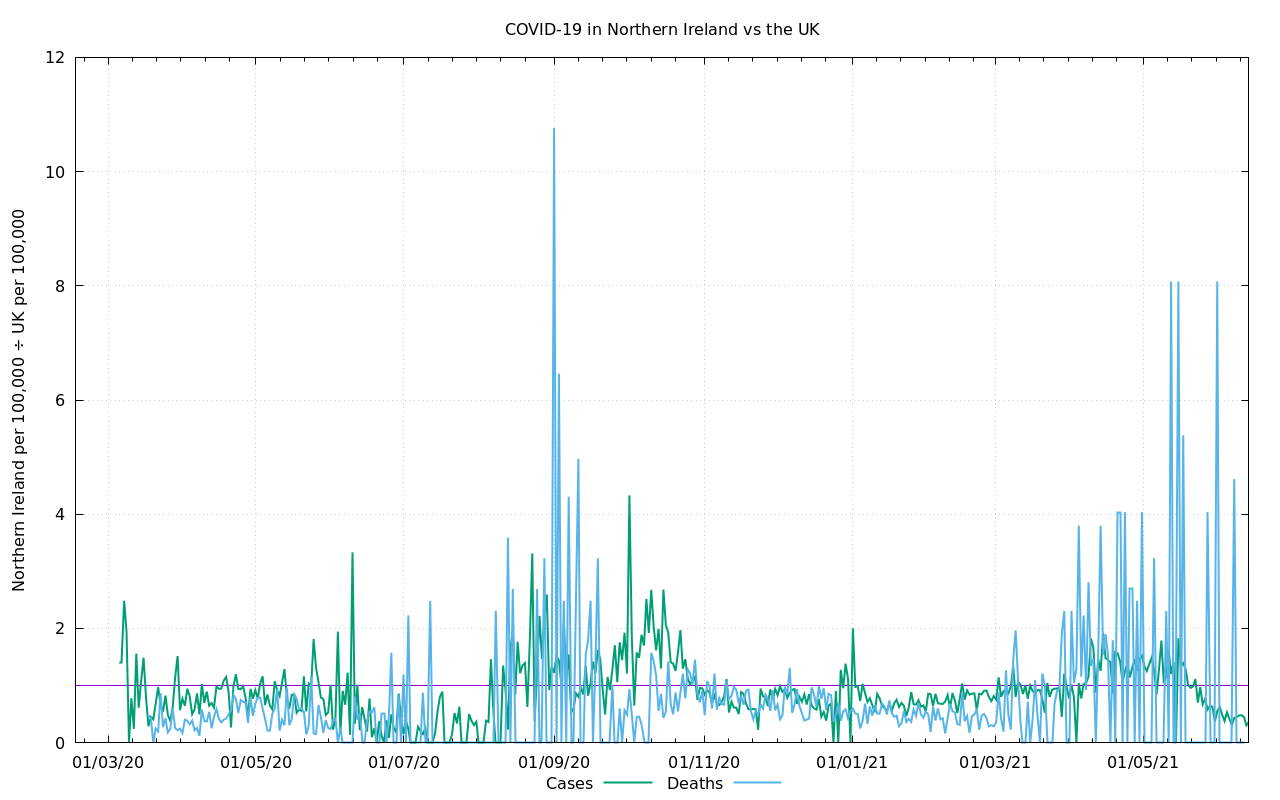 COVID-19 in Northern Ireland vs the UK
Northern Ireland per 100,000 ÷ UK per 100,000
12
10
8
6
4
2
0
01/03/20 01/05/20 01/07/20 01/09/20 01/11/20 01/01/21 01/03/21 01/05/21
Cases Deaths